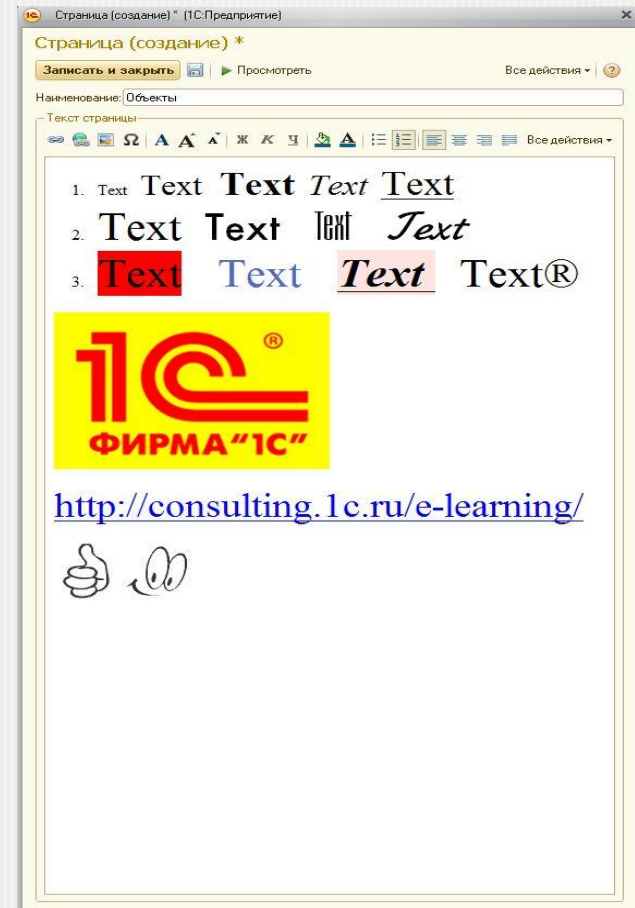 Страница (создание) * (1С:Предприятие)
Страница (создание) *
Записать и закрыть Просмотреть Все действия
Наименование: Объекты
Текст страницы
Ω А А А Ж К Ч А Все действия
1. Text Text Text Text Text
2. Text Text Text Text
3. Text Text Text Text®
1С®
ФИРМА "1С"
http://consulting.1c.ru/e-learning/